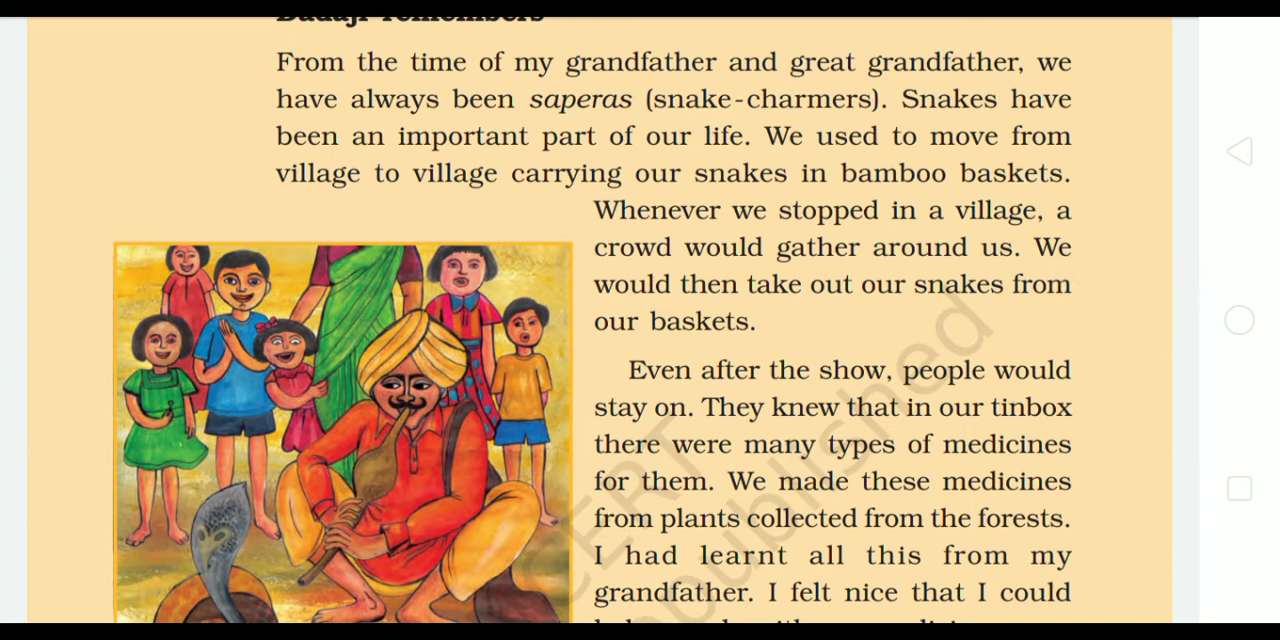 Dadaji remembers
From the time of my grandfather and great grandfather, we
have always been saperas (snake-charmers). Snakes have
been an important part of our life. We used to move from
village to village carrying our snakes in bamboo baskets.
Whenever we stopped in a village, a
crowd would gather around us. We
would then take out our snakes from
our baskets.
Even after the show, people would
stay on. They knew that in our tinbox
there were many types of medicines
for them. We made these medicines
from plants collected from the forests.
I had learnt all this from my
grandfather. I felt nice that I could